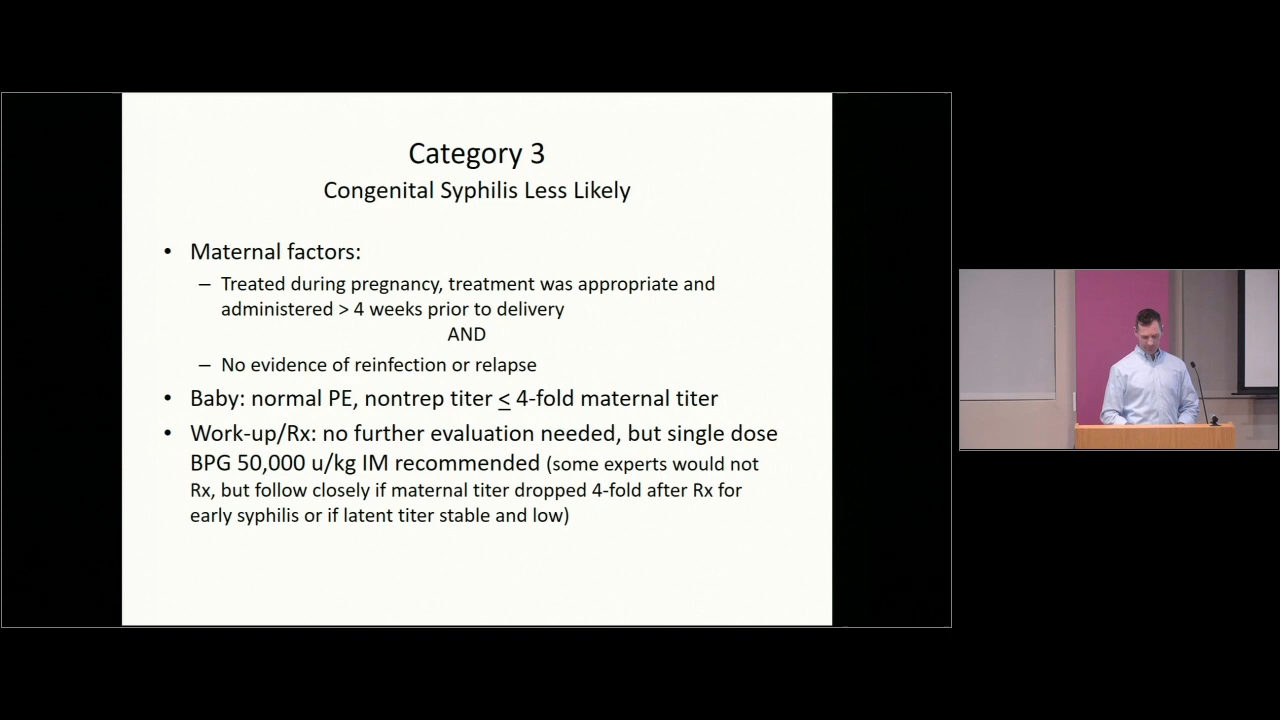 Category 3
Congenital Syphilis Less Likely
• Maternal factors:
– Treated during pregnancy, treatment was appropriate and
administered > 4 weeks prior to delivery
AND
– No evidence of reinfection or relapse
• Baby: normal PE, nontrep titer ≤ 4-fold maternal titer
• Work-up/Rx: no further evaluation needed, but single dose
BPG 50,000 u/kg IM recommended (some experts would not
Rx, but follow closely if maternal titer dropped 4-fold after Rx for
early syphilis or if latent titer stable and low)